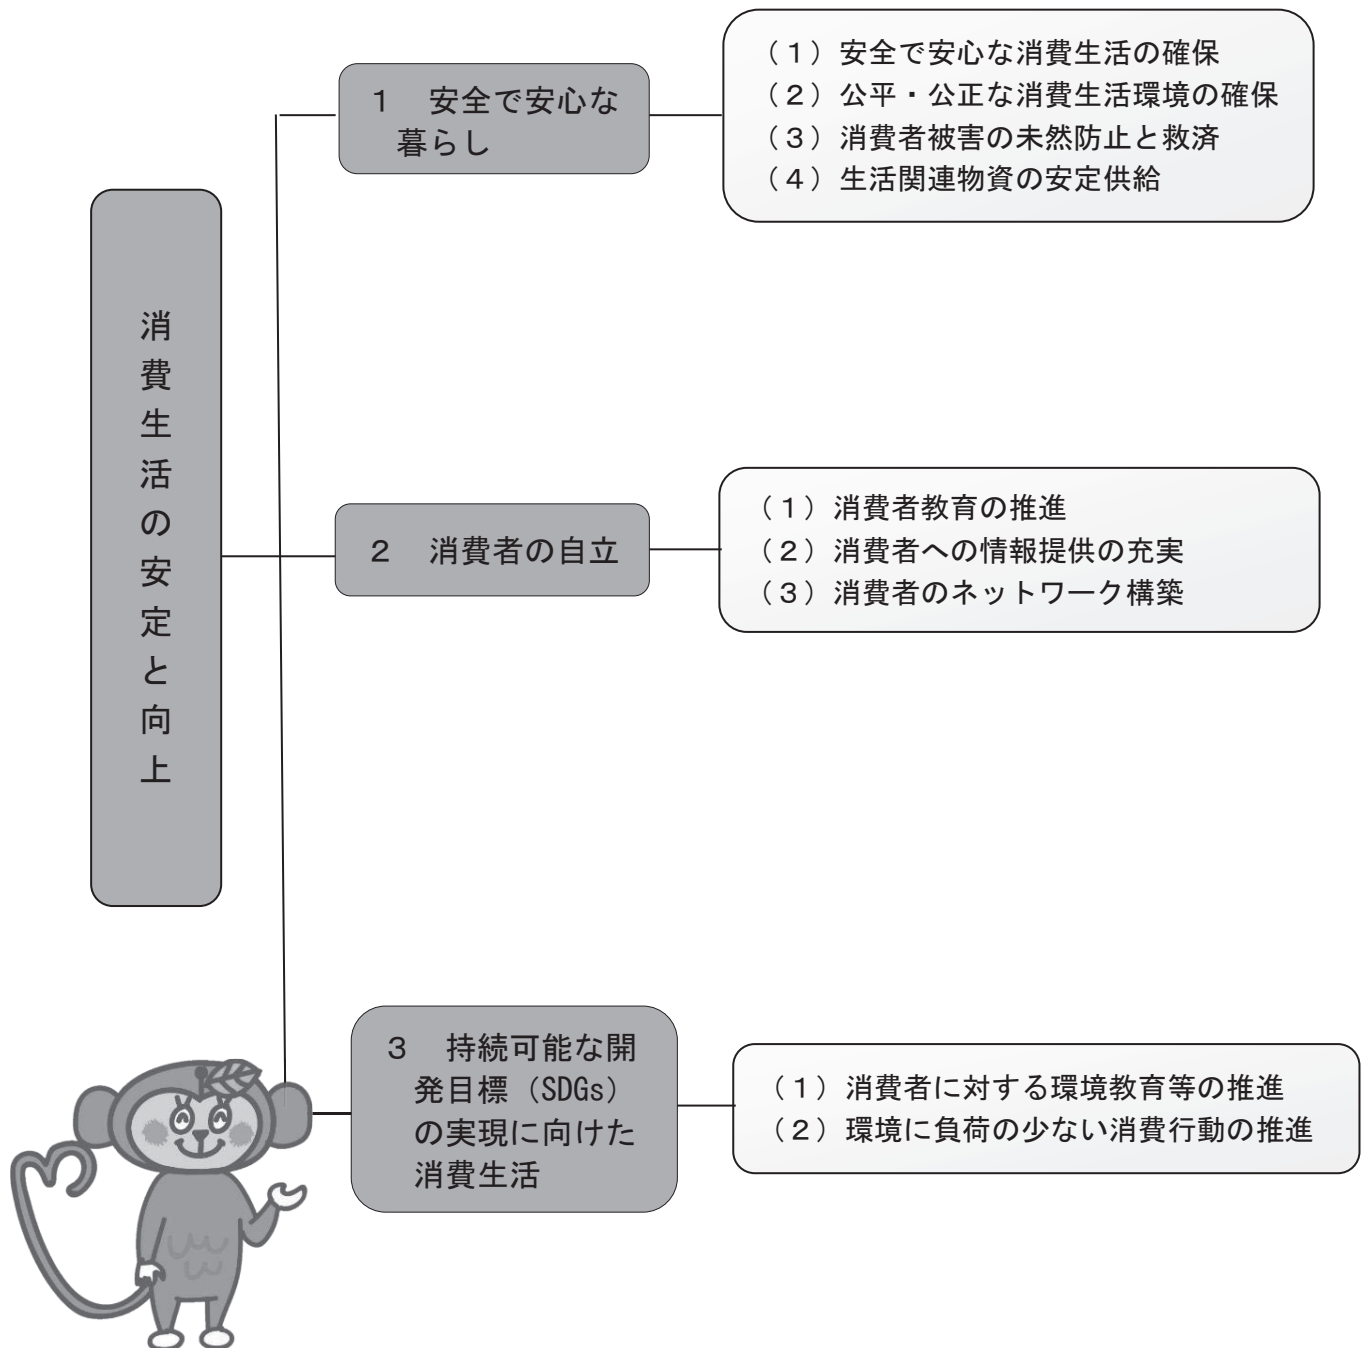 消費生活の安定と向上
1　安全で安心な
暮らし
(1)安全で安心な消費生活の確保
(2)公平・公正な消費生活環境の確保
(3)消費者被害の未然防止と救済
(4)生活関連物資の安定供給
2　消費者の自立
(1)消費者教育の推進
(2)消費者への情報提供の充実
(3)消費者のネットワーク構築
3　持続可能な開
発目標(SDGs)
の実現に向けた
消費生活
(1)消費者に対する環境教育等の推進
(2)環境に負荷の少ない消費行動の推進